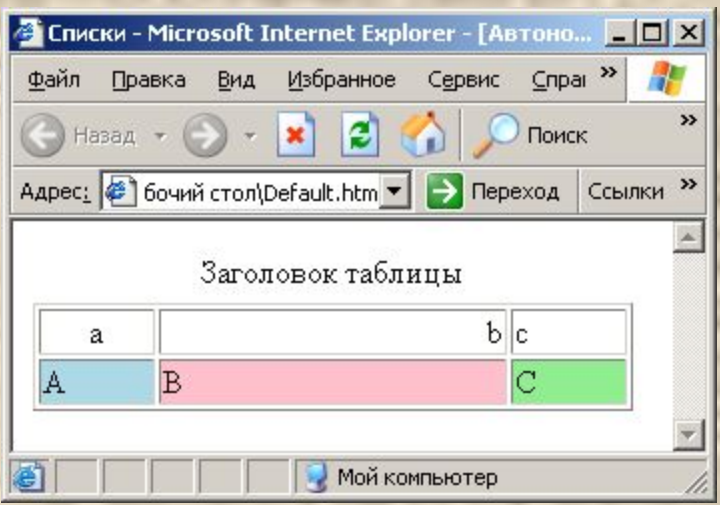 Списки - Microsoft Internet Explorer - [Автоно...
Файл Правка Вид Избранное Сервис Справ »
Назад Поиск »
Адрес: бочий стол\Default.htm Переход Ссылки »
Заголовок таблицы
a b c
A B C
Мой компьютер